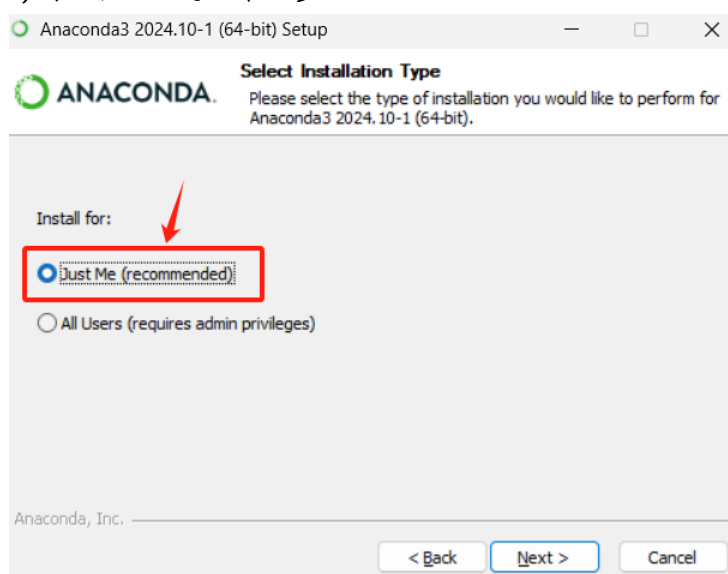 Anaconda3 2024.10-1 (64-bit) Setup
ANACONDA.
Select Installation Type
Please select the type of installation you would like to perform for
Anaconda3 2024.10-1 (64-bit).
Install for:
Just Me (recommended)
All Users (requires admin privileges)
Anaconda, Inc.
< Back
Next >
Cancel